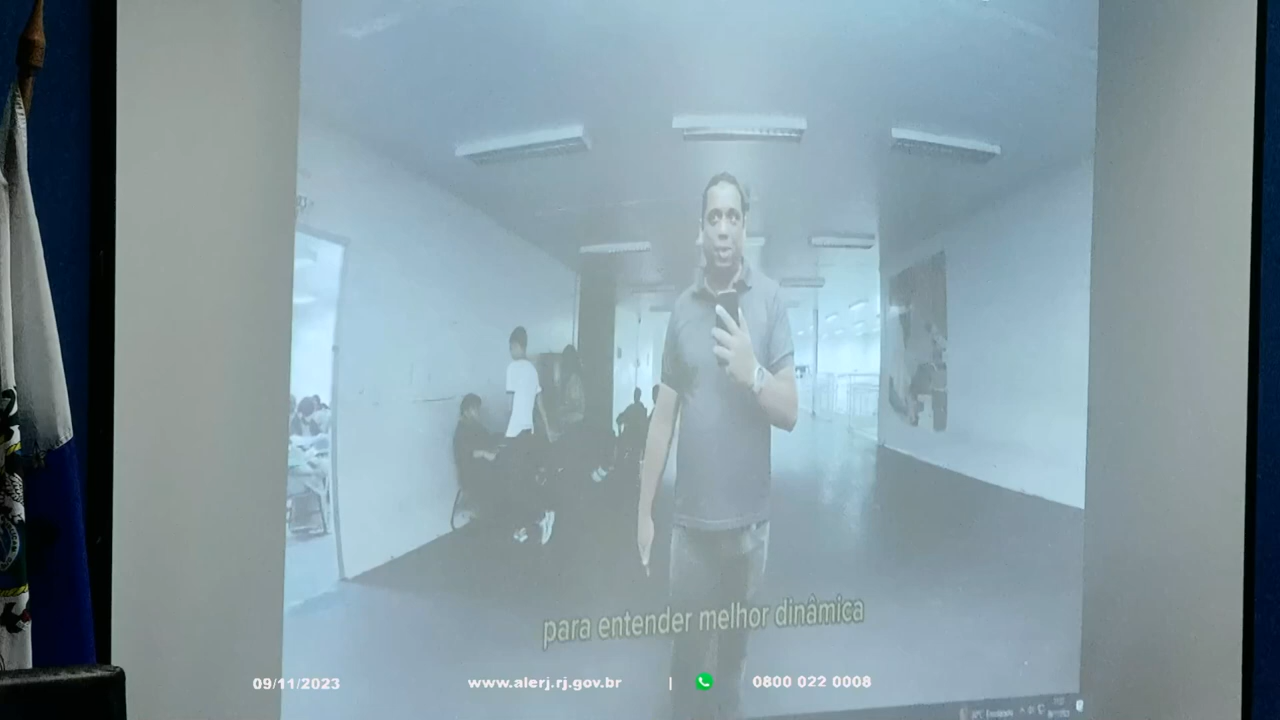 para entender melhor dinâmica
09/11/2023 www.alerj.rj.gov.br | 0800 022 0008